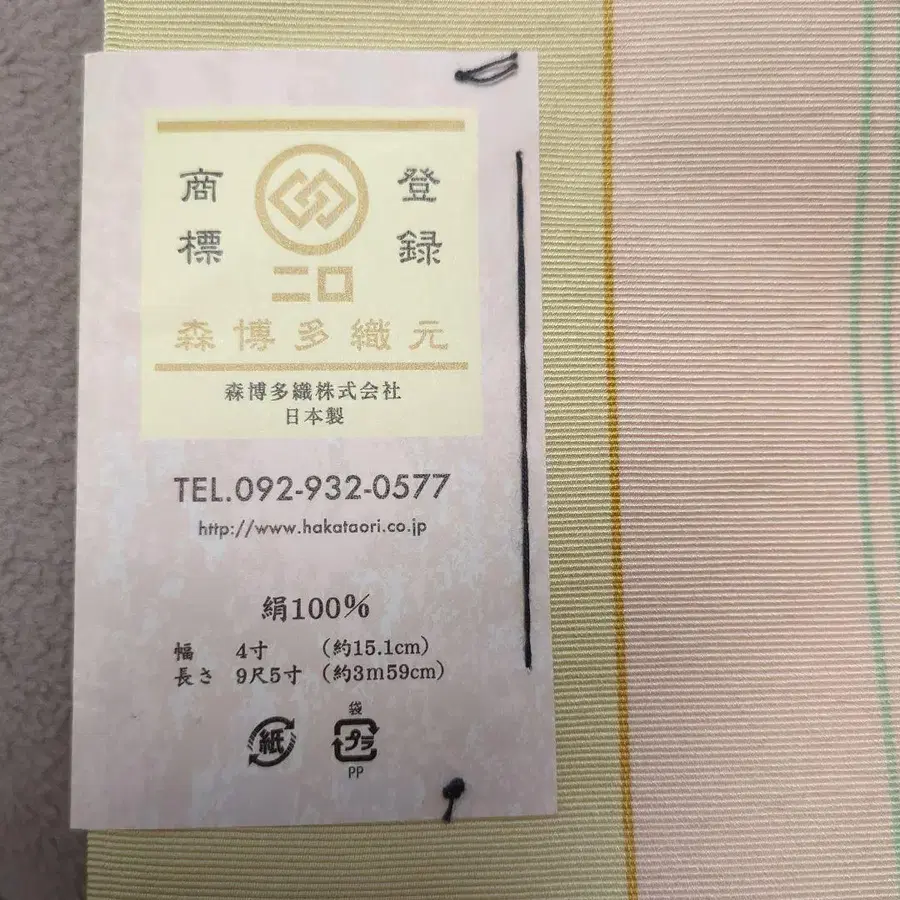 登録
商標
二ロ
森博多織元
森博多織株式会社
日本製
TEL.092-932-0577
http://www.hakataori.co.jp
絹100%
幅 4寸 (約15.1cm)
長さ 9尺5寸 (約3m59cm)
紙
袋
プラ
PP